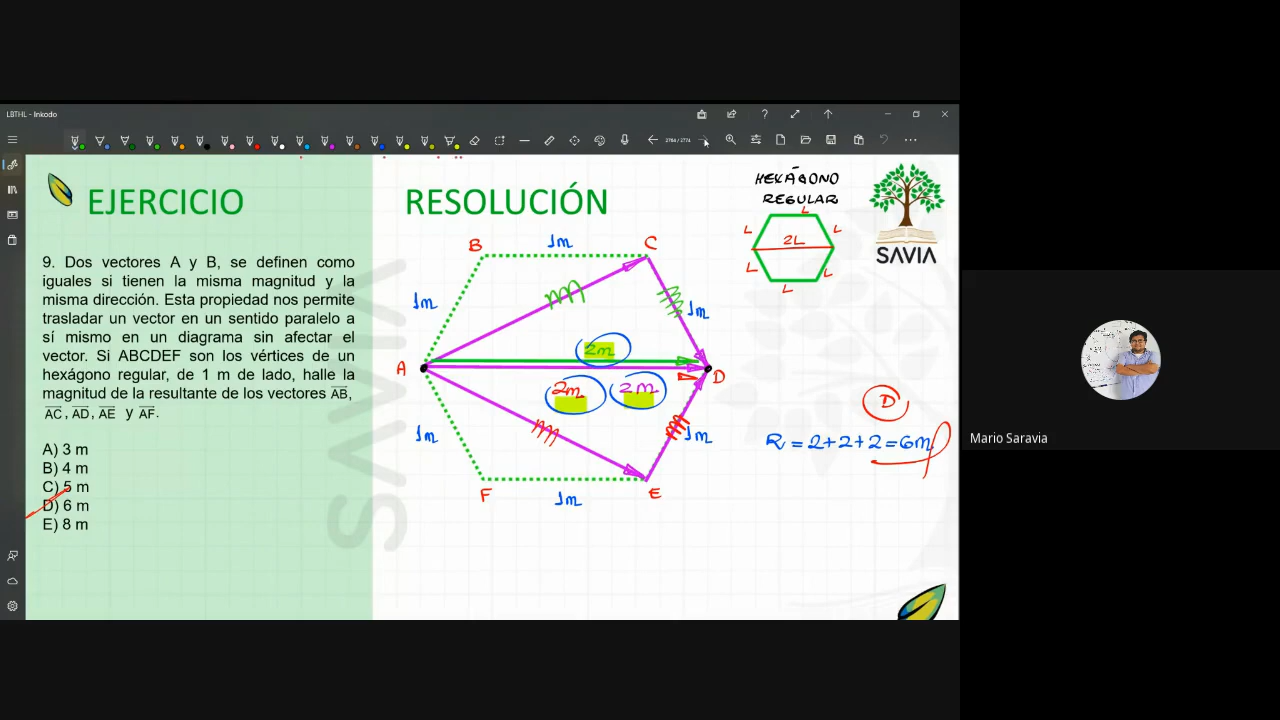 LBTHL - Inkodo
2766 / 2774
EJERCICIO
9. Dos vectores A y B, se definen como
iguales si tienen la misma magnitud y la
misma dirección. Esta propiedad nos permite
trasladar un vector en un sentido paralelo a
sí mismo en un diagrama sin afectar el
vector. Si ABCDEF son los vértices de un
hexágono regular, de 1 m de lado, halle la
magnitud de la resultante de los vectores AB,
AC, AD, AE y AF.
A) 3 m
B) 4 m
C) 5 m
D) 6 m
E) 8 m
RESOLUCIÓN
B
1m
C
1m
1m
2m
A
D
2m
2m
1m
1m
F
1m
E
HEXÁGONO
REGULAR
L
L
L
2L
L
L
L
SAVIA
D
R = 2+2+2 = 6m
SAVIA
Mario Saravia